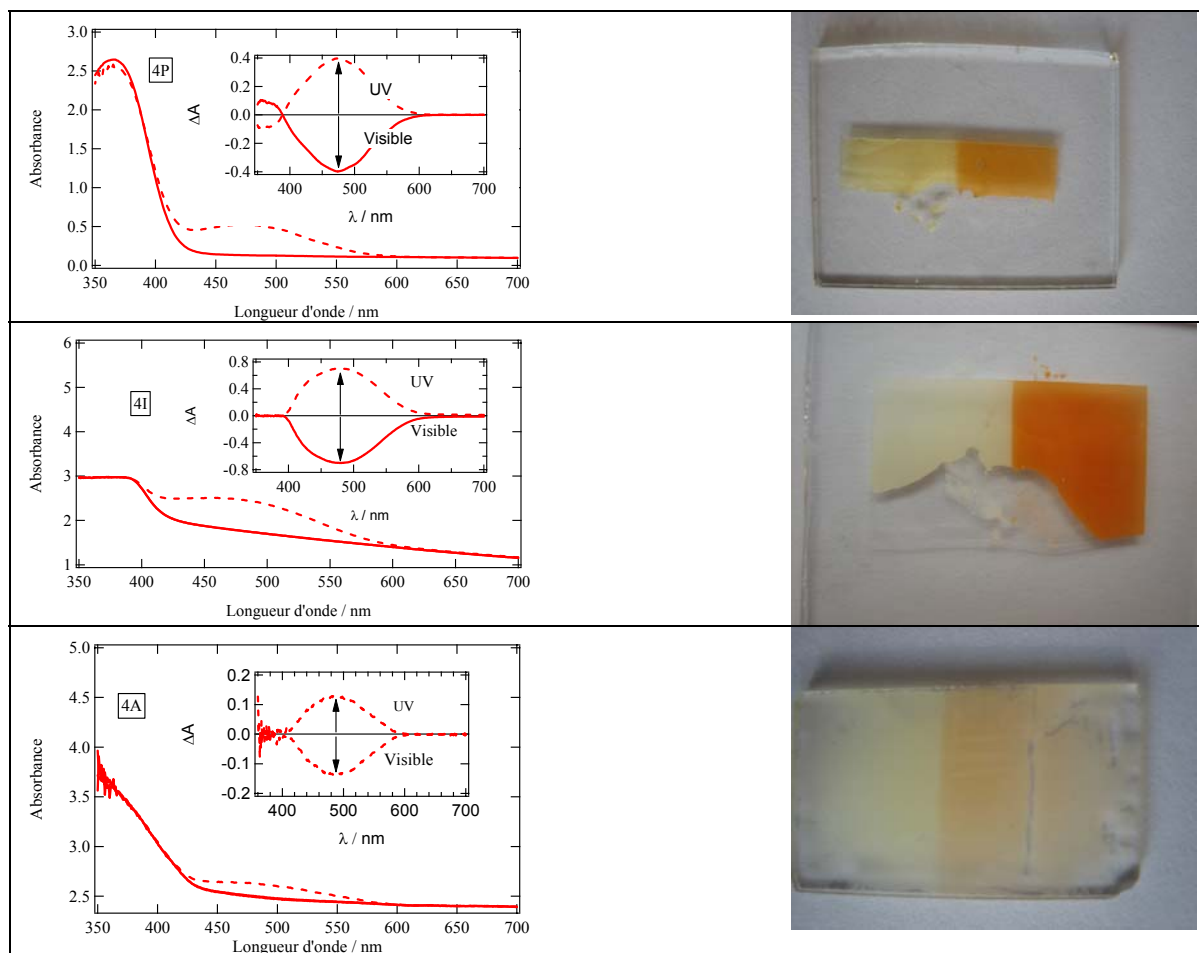 3.0
2.5
2.0
1.5
1.0
0.5
0.0
Absorbance
4P
350 400 450 500 550 600 650 700
Longueur d'onde / nm
0.4
0.2
0.0
-0.2
-0.4
ΔA
UV
Visible
400 500 600 700
λ / nm
6
5
4
3
2
1
Absorbance
4I
350 400 450 500 550 600 650 700
Longueur d'onde / nm
0.8
0.4
0.0
-0.4
-0.8
ΔA
UV
Visible
400 500 600 700
λ / nm
5.0
4.5
4.0
3.5
3.0
2.5
Absorbance
4A
350 400 450 500 550 600 650 700
Longueur d'onde / nm
0.2
0.1
0.0
-0.1
-0.2
ΔA
UV
Visible
400 500 600 700
λ / nm